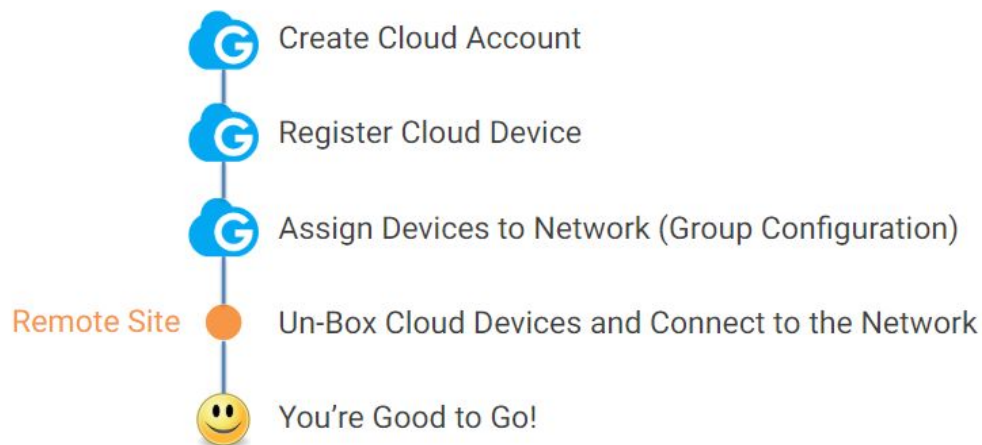 Create Cloud Account
Register Cloud Device
Assign Devices to Network (Group Configuration)
Remote Site
Un-Box Cloud Devices and Connect to the Network
You're Good to Go!